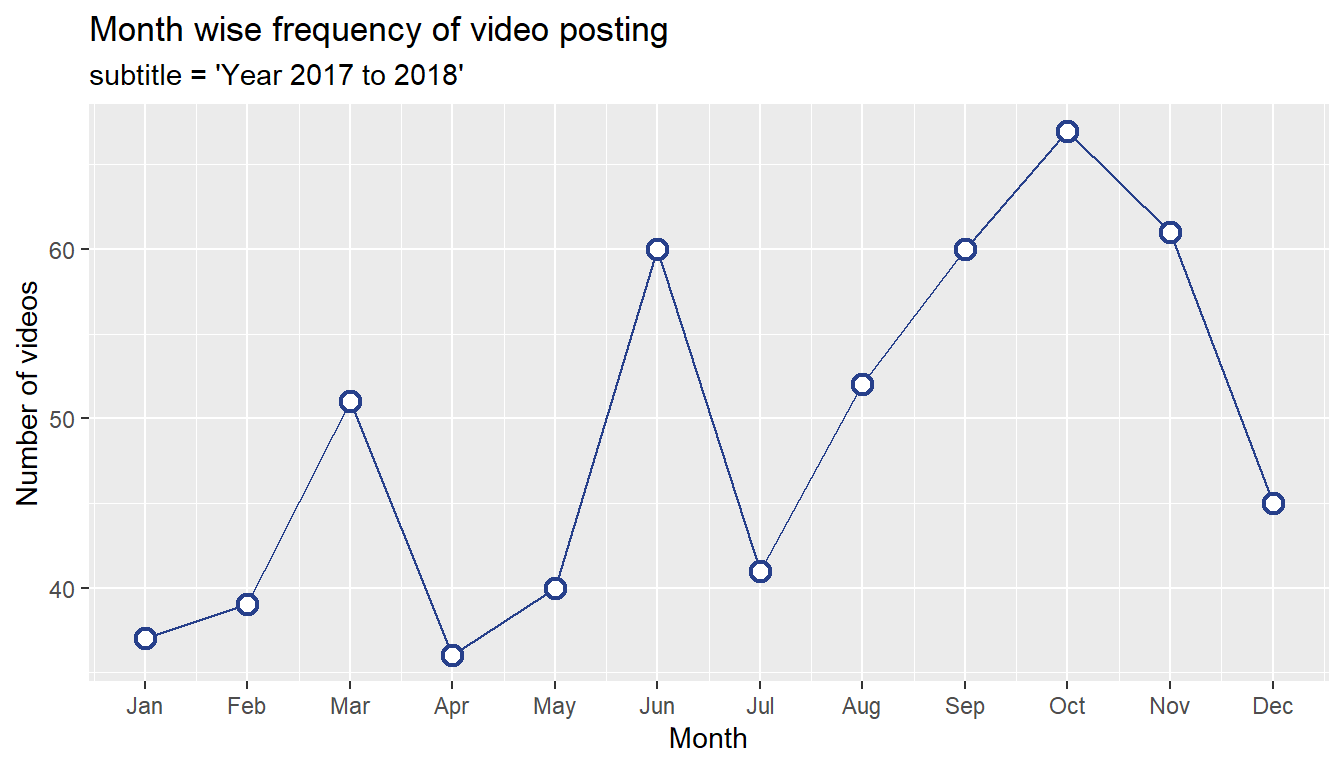 Month wise frequency of video posting
subtitle = 'Year 2017 to 2018'
Number of videos
60
50
40
Jan Feb Mar Apr May Jun Jul Aug Sep Oct Nov Dec
Month